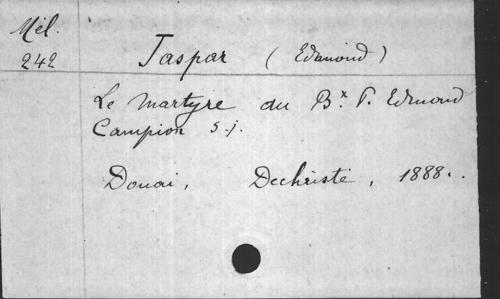 Mél.
242
Jaspar (Edmond)
Le Martyre du Bx P. Edmond
Campion S. j.
Douai, Dechristé, 1888.